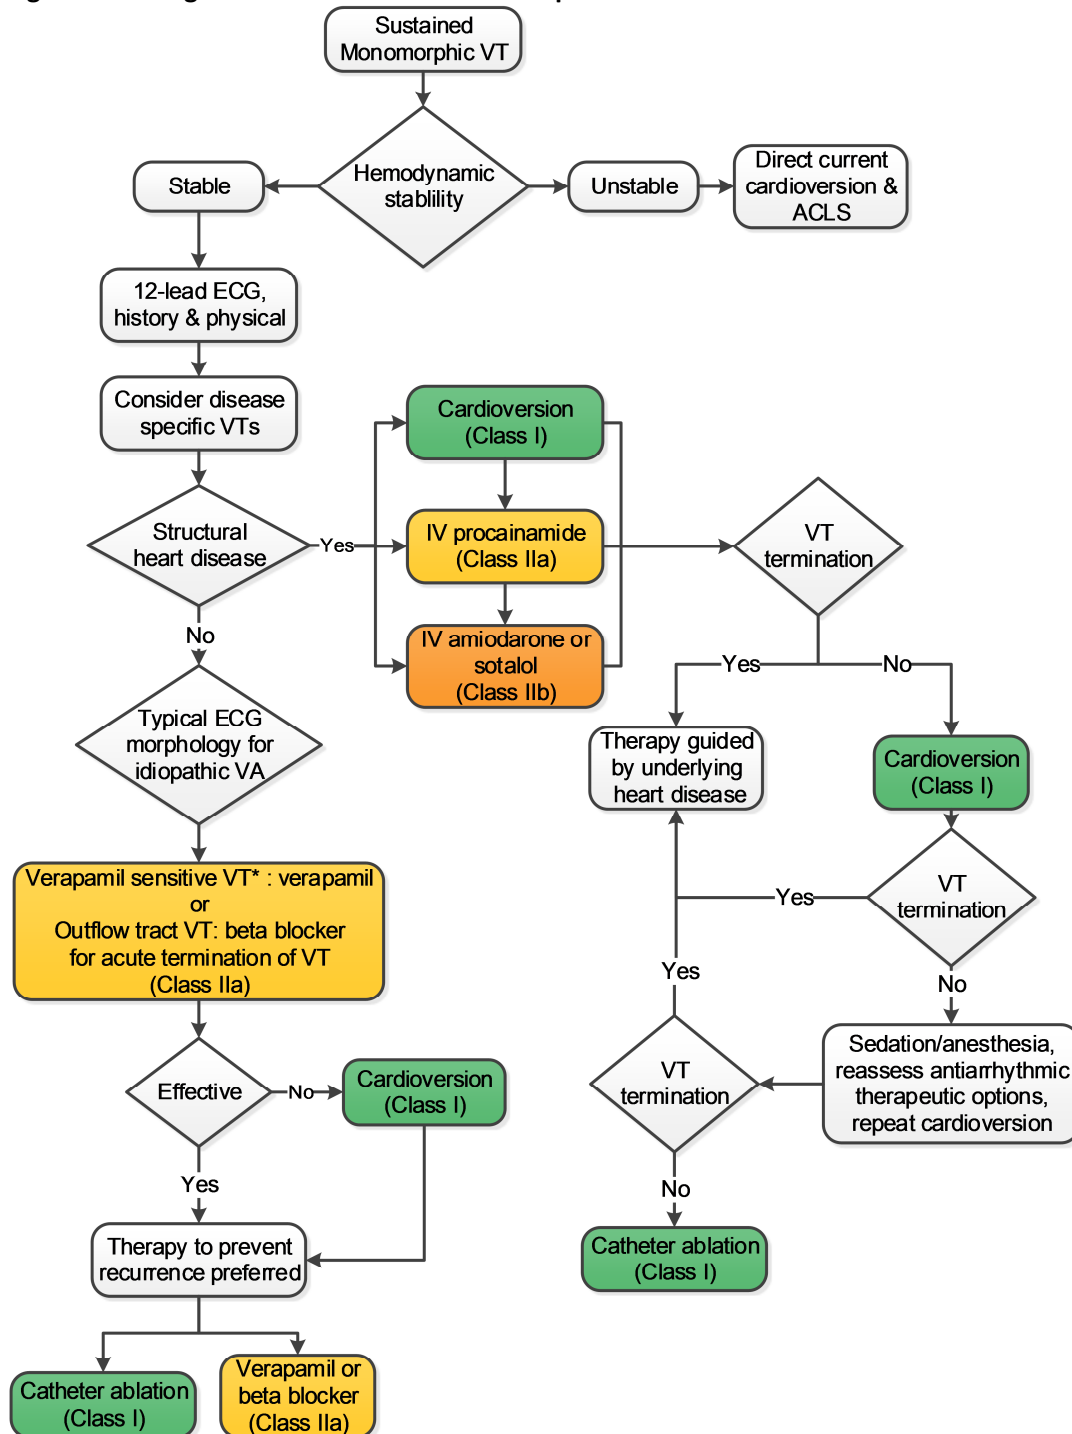 Sustained
Monomorphic VT
Hemodynamic
stablility
Stable
Unstable
Direct current
cardioversion &
ACLS
12-lead ECG,
history & physical
Consider disease
specific VTs
Structural
heart disease
Yes
No
Cardioversion
(Class I)
IV procainamide
(Class IIa)
IV amiodarone or
sotalol
(Class IIb)
VT
termination
Yes
No
Therapy guided
by underlying
heart disease
Cardioversion
(Class I)
VT
termination
Yes
No
Sedation/anesthesia,
reassess antiarrhythmic
therapeutic options,
repeat cardioversion
VT
termination
Yes
No
Catheter ablation
(Class I)
Typical ECG
morphology for
idiopathic VA
Verapamil sensitive VT* : verapamil
or
Outflow tract VT: beta blocker
for acute termination of VT
(Class IIa)
Effective
No
Cardioversion
(Class I)
Yes
Therapy to prevent
recurrence preferred
Catheter ablation
(Class I)
Verapamil or
beta blocker
(Class IIa)